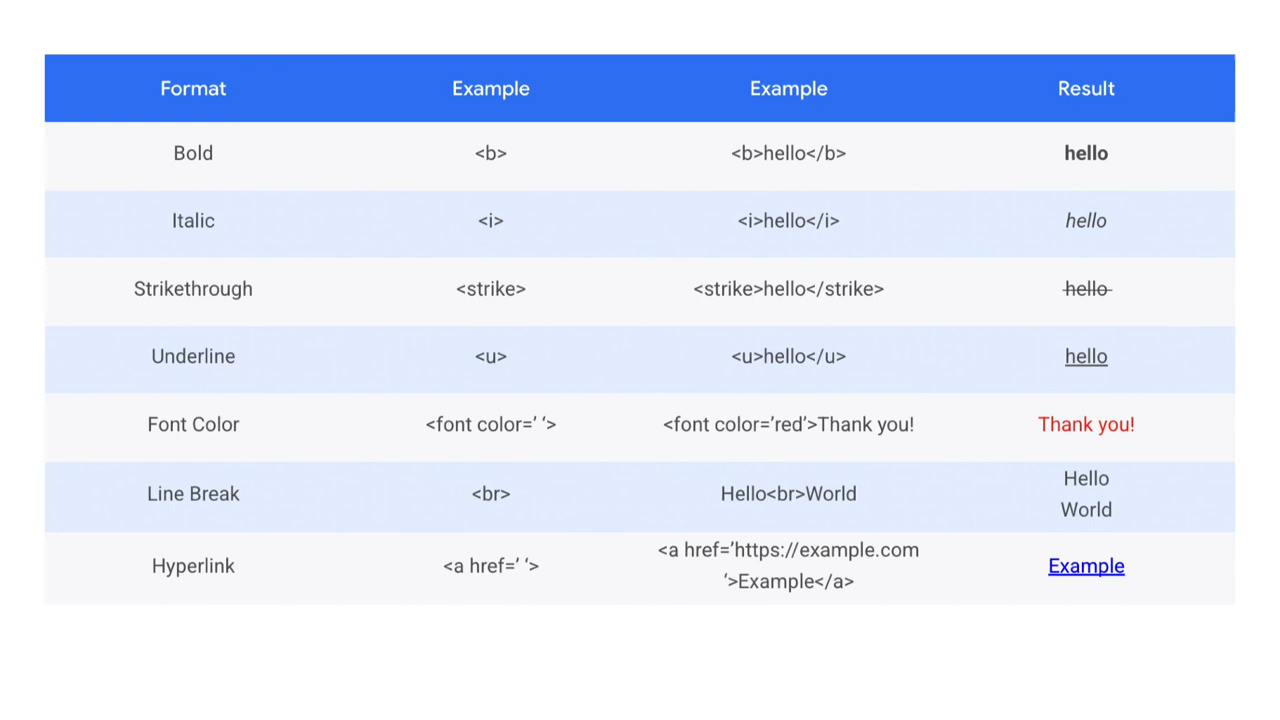 Format Example Example Result
Bold <b> <b>hello</b> hello
Italic <i> <i>hello</i> hello
Strikethrough <strike> <strike>hello</strike> hello
Underline <u> <u>hello</u> hello
Font Color <font color=’ ‘> <font color=’red’>Thank you! Thank you!
Line Break <br> Hello<br>World Hello
World
Hyperlink <a href=’ ‘> <a href=’https://example.com
‘>Example</a> Example